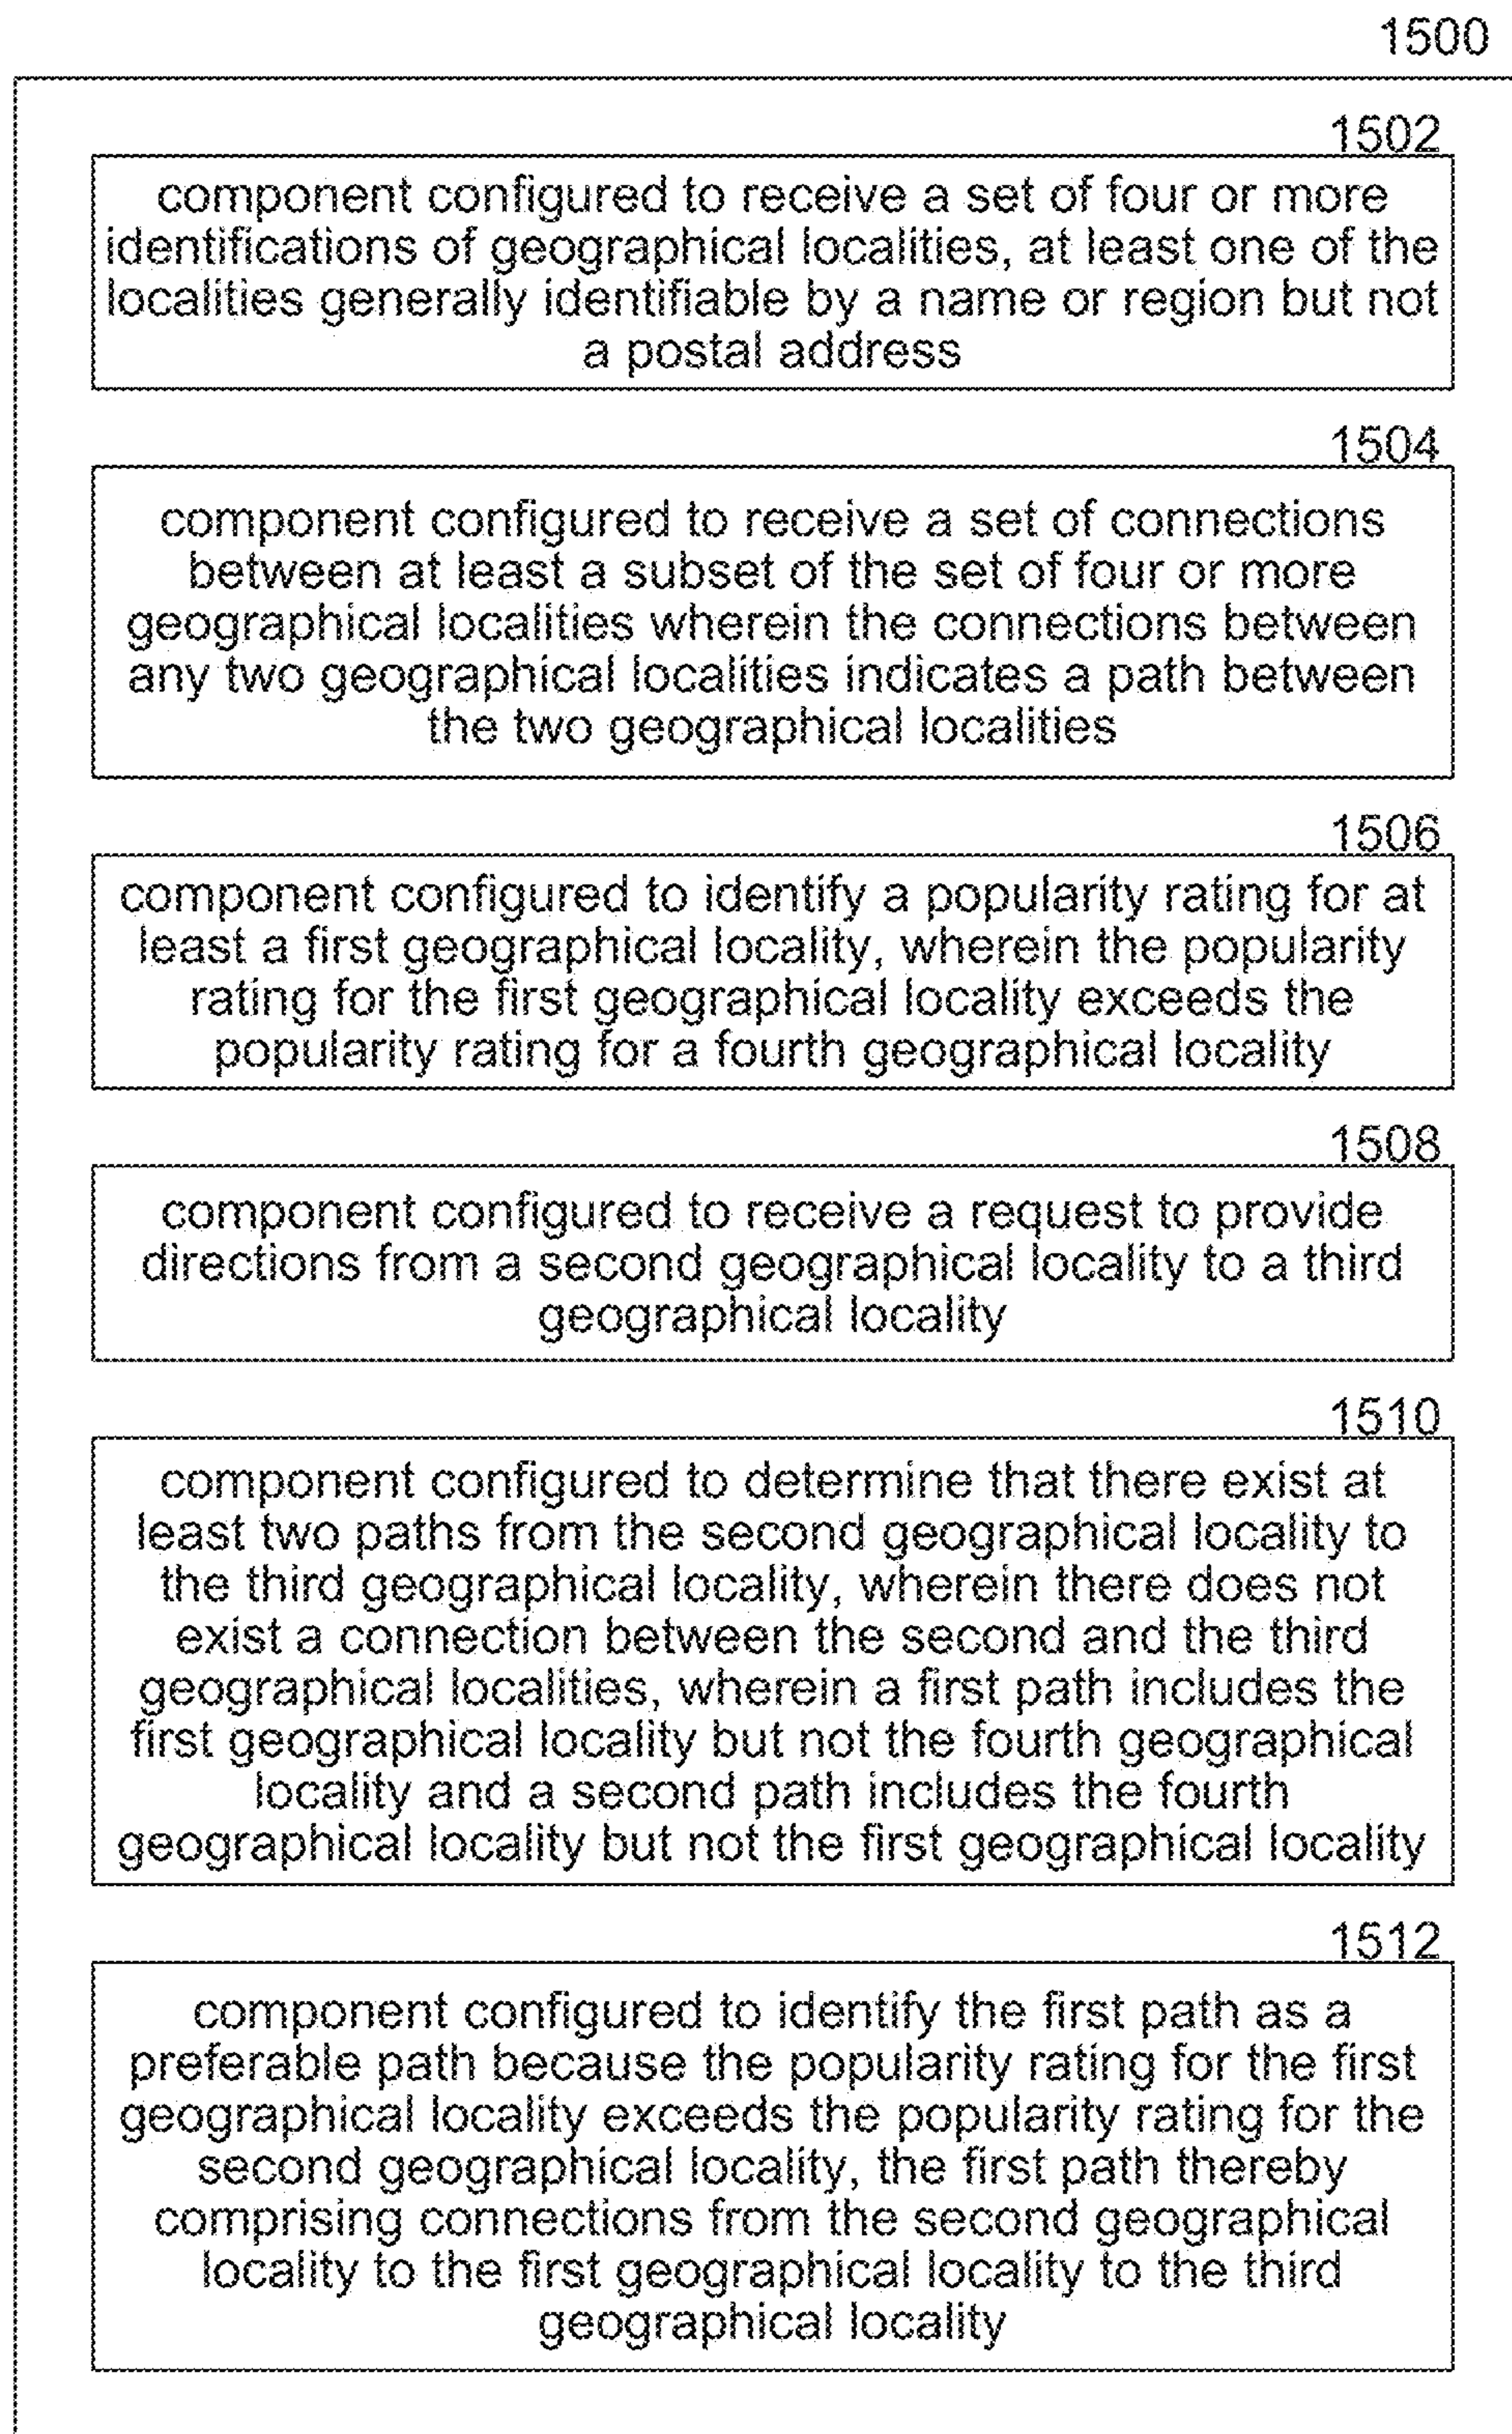 1500
1502
component configured to receive a set of four or more
identifications of geographical localities, at least one of the
localities generally identifiable by a name or region but not
a postal address
1504
component configured to receive a set of connections
between at least a subset of the set of four or more
geographical localities wherein the connections between
any two geographical localities indicates a path between
the two geographical localities
1506
component configured to identify a popularity rating for at
least a first geographical locality, wherein the popularity
rating for the first geographical locality exceeds the
popularity rating for a fourth geographical locality
1508
component configured to receive a request to provide
directions from a second geographical locality to a third
geographical locality
1510
component configured to determine that there exist at
least two paths from the second geographical locality to
the third geographical locality, wherein there does not
exist a connection between the second and the third
geographical localities, wherein a first path includes the
first geographical locality but not the fourth geographical
locality and a second path includes the fourth
geographical locality but not the first geographical locality
1512
component configured to identify the first path as a
preferable path because the popularity rating for the first
geographical locality exceeds the popularity rating for the
second geographical locality, the first path thereby
comprising connections from the second geographical
locality to the first geographical locality to the third
geographical locality